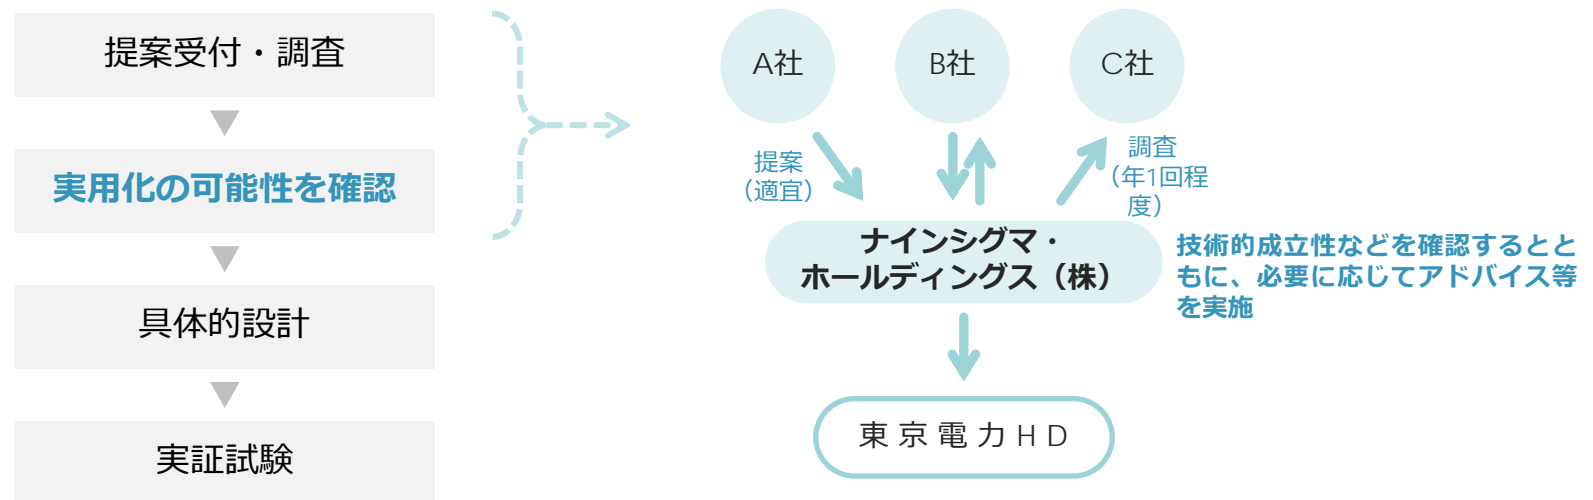 提案受付・調査
実用化の可能性を確認
具体的設計
実証試験
A社
B社
C社
提案
（適宜）
調査
（年1回程
度）
ナインシグマ・
ホールディングス（株）
技術的成立性などを確認するとと
もに、必要に応じてアドバイス等
を実施
東京電力HD